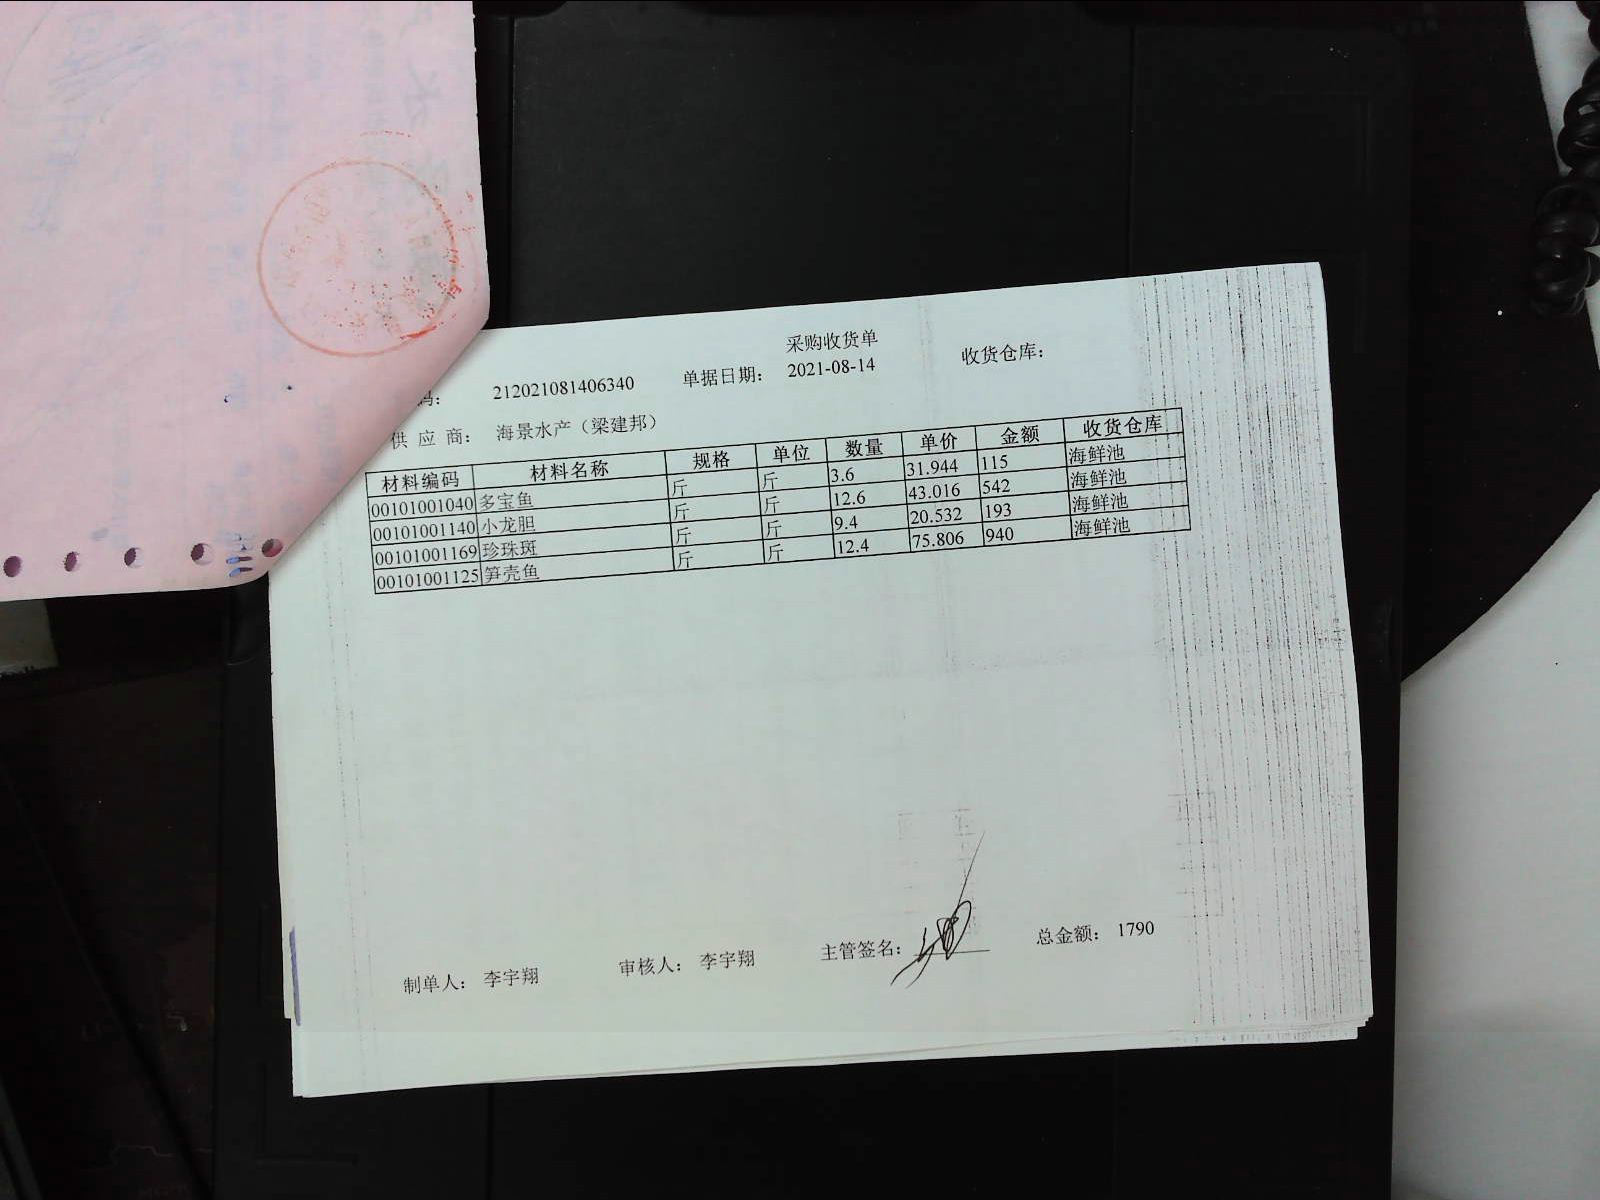 采购收货单
码： 212021081406340 单据日期： 2021-08-14 收货仓库：
供 应 商： 海景水产（梁建邦）
材料编码 材料名称 规格 单位 数量 单价 金额 收货仓库
00101001040 多宝鱼 斤 斤 3.6 31.944 115 海鲜池
00101001140 小龙胆 斤 斤 12.6 43.016 542 海鲜池
00101001169 珍珠斑 斤 斤 9.4 20.532 193 海鲜池
00101001125 笋壳鱼 斤 斤 12.4 75.806 940 海鲜池
制单人： 李宇翔 审核人： 李宇翔 主管签名： 总金额： 1790